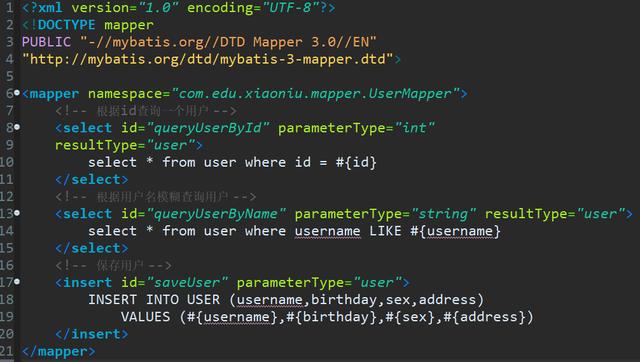 1 <?xml version="1.0" encoding="UTF-8"?>
2 <!DOCTYPE mapper
3 PUBLIC "-//mybatis.org//DTD Mapper 3.0//EN"
4 "http://mybatis.org/dtd/mybatis-3-mapper.dtd">
5
6 <mapper namespace="com.edu.xiaoniu.mapper.UserMapper">
7 <!-- 根据id查询一个用户 -->
8 <select id="queryUserById" parameterType="int"
9 resultType="user">
10 select * from user where id = #{id}
11 </select>
12 <!-- 根据用户名模糊查询用户 -->
13 <select id="queryUserByName" parameterType="string" resultType="user">
14 select * from user where username LIKE #{username}
15 </select>
16 <!-- 保存用户 -->
17 <insert id="saveUser" parameterType="user">
18 INSERT INTO USER (username,birthday,sex,address)
19 VALUES (#{username},#{birthday},#{sex},#{address})
20 </insert>
21 </mapper>